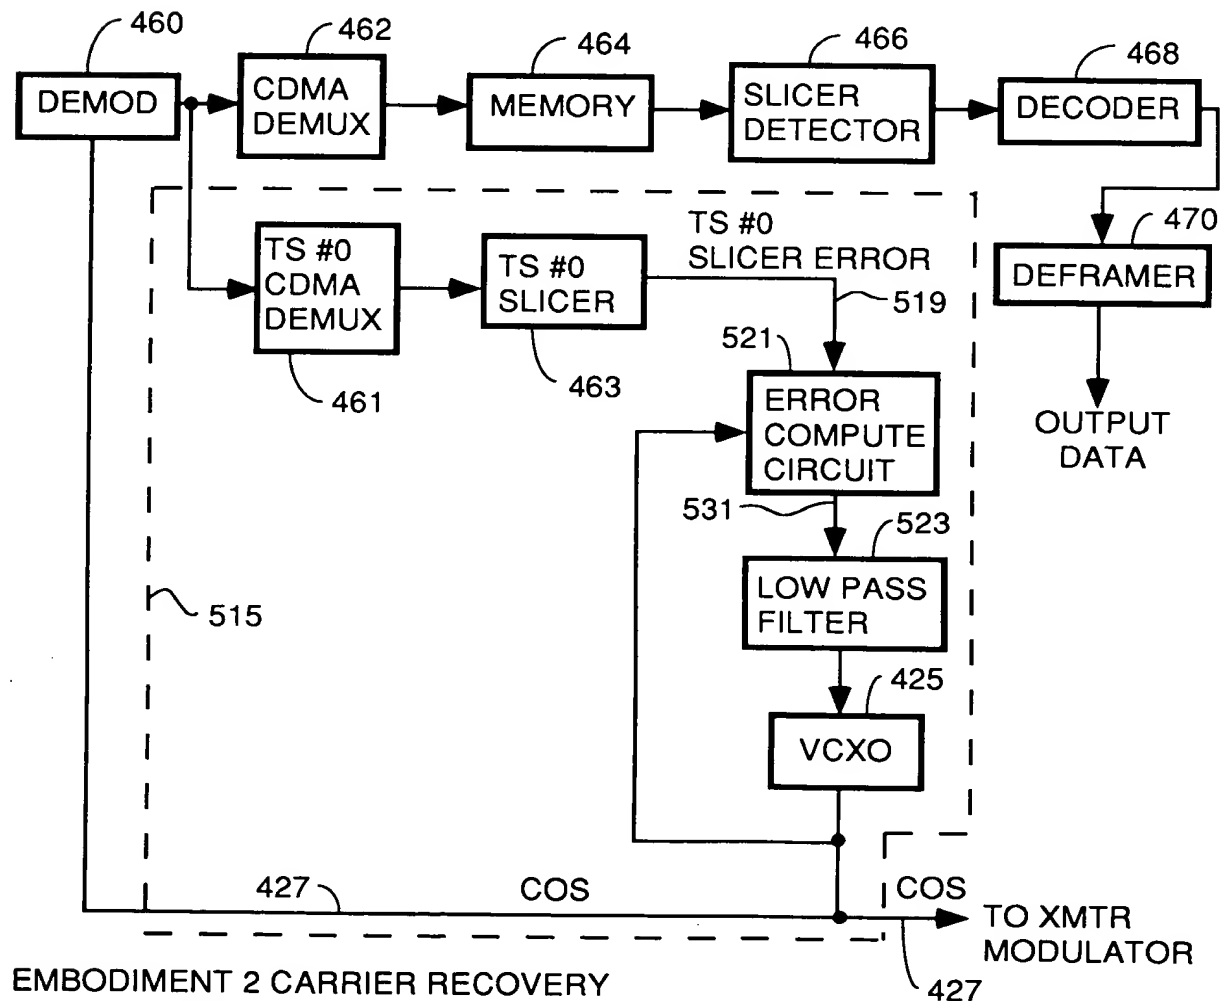 460
462
464
466
468
DEMOD
CDMA
DEMUX
MEMORY
SLICER
DETECTOR
DECODER
TS #0
CDMA
DEMUX
461
TS #0
SLICER
463
TS #0
SLICER ERROR
519
470
DEFRAMER
OUTPUT
DATA
521
ERROR
COMPUTE
CIRCUIT
531
523
LOW PASS
FILTER
515
425
VCXO
427
COS
COS
TO XMTR
MODULATOR
427
EMBODIMENT 2 CARRIER RECOVERY